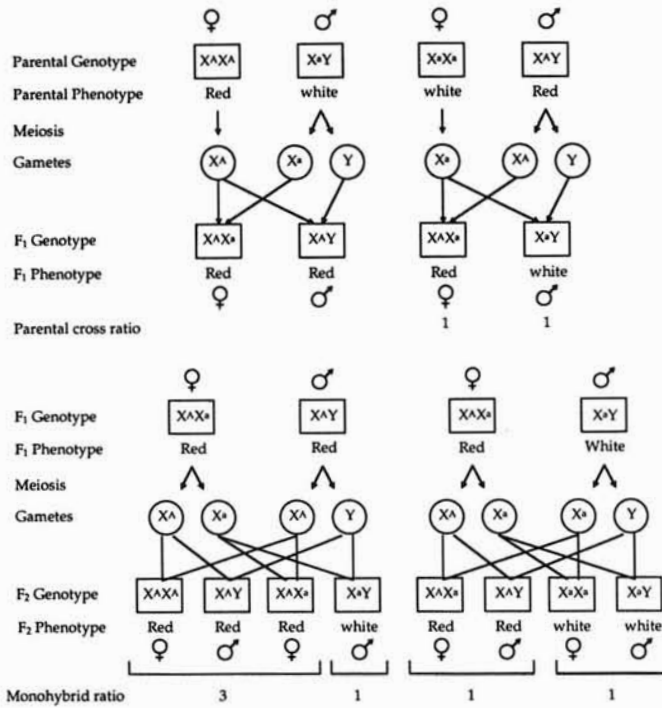 ♀ ♂ ♀ ♂
Parental Genotype XᴬXᴬ XᵃY XᵃXᵃ XᴬY
Parental Phenotype Red white white Red
Meiosis
Gametes Xᴬ Xᵃ Y Xᵃ Xᴬ Y
F₁ Genotype XᴬXᵃ XᴬY XᴬXᵃ XᵃY
F₁ Phenotype Red Red Red white
♀ ♂ ♀ ♂
Parental cross ratio 1 1
♀ ♂ ♀ ♂
F₁ Genotype XᴬXᵃ XᴬY XᴬXᵃ XᵃY
F₁ Phenotype Red Red Red White
Meiosis
Gametes Xᴬ Xᵃ Xᴬ Y Xᴬ Xᵃ Xᵃ Y
F₂ Genotype XᴬXᴬ XᴬY XᴬXᵃ XᵃY XᴬXᵃ XᴬY XᵃXᵃ XᵃY
F₂ Phenotype Red Red Red white Red Red white white
♀ ♂ ♀ ♂ ♀ ♂ ♀ ♂
Monohybrid ratio 3 1 1 1